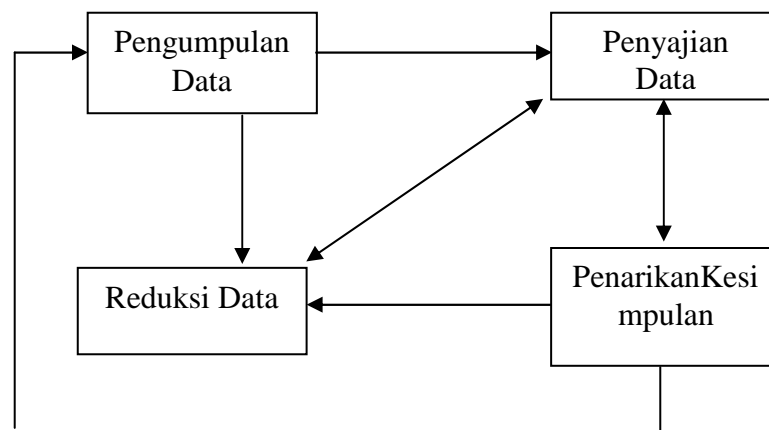 Pengumpulan
Data
Penyajian
Data
Reduksi Data
PenarikanKesi
mpulan